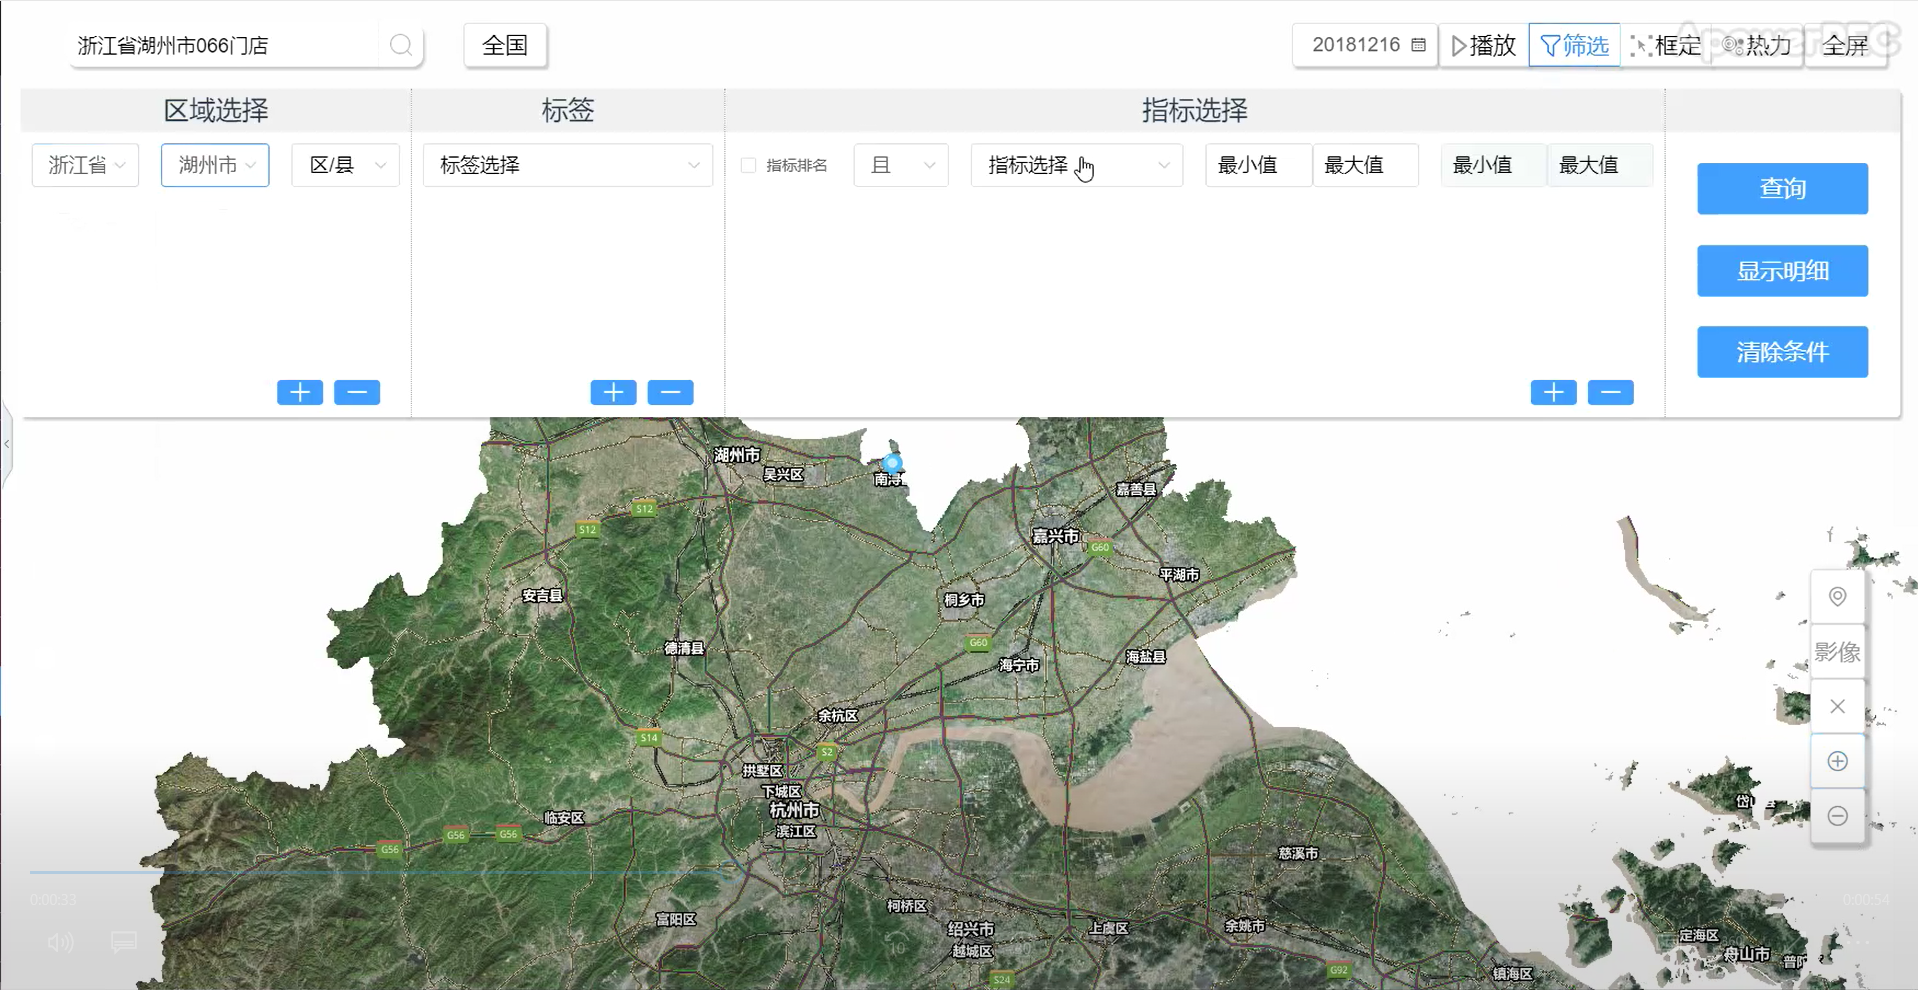 浙江省湖州市066门店
全国
20181216
播放
筛选
框定
热力
全屏
ApowerREC
区域选择
标签
指标选择
浙江省
湖州市
区/县
标签选择
指标排名
且
指标选择
最小值
最大值
最小值
最大值
查询
显示明细
清除条件
湖州市
吴兴区
南浔
嘉善县
S12
S12
嘉兴市
G60
平湖市
安吉县
桐乡市
G60
德清县
海宁市
海盐县
影像
余杭区
S14
S2
拱墅区
下城区
杭州市
滨江区
临安区
G56
G56
G56
慈溪市
0:00:33
0:00:54
富阳区
柯桥区
绍兴市
越城区
上虞区
余姚市
定海区
舟山市
普陀
10
S24
G92
镇海区